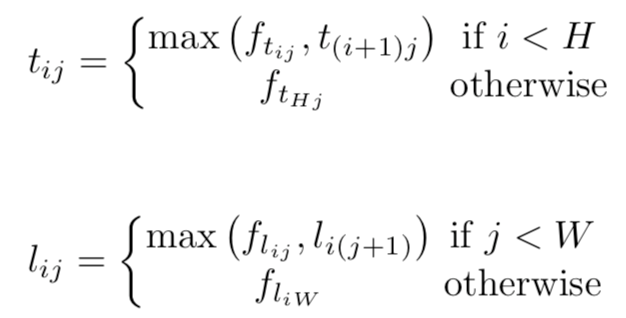 $t_{ij} = \begin{cases} \max\left(f_{t_{ij}}, t_{(i+1)j}\right) & \text{if } i < H \\ f_{t_{Hj}} & \text{otherwise} \end{cases}$
$l_{ij} = \begin{cases} \max\left(f_{l_{ij}}, l_{i(j+1)}\right) & \text{if } j < W \\ f_{l_{iW}} & \text{otherwise} \end{cases}$